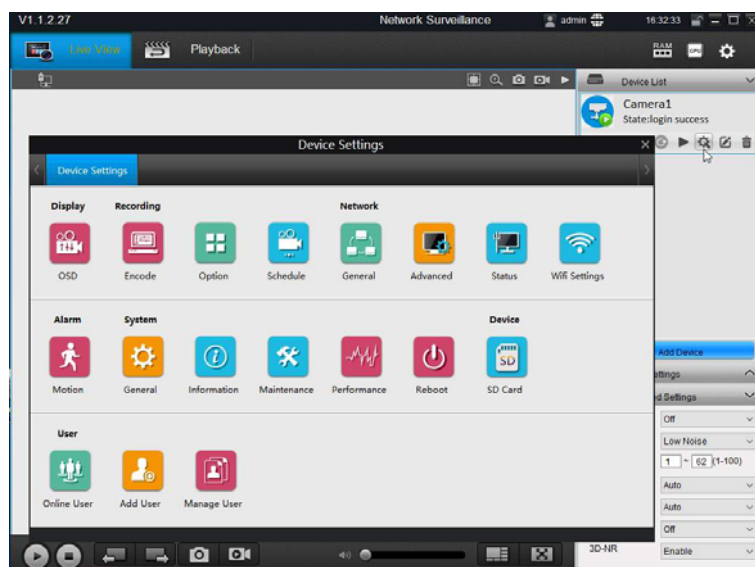 V1.1.2.27 Network Surveillance admin 16:32:33
Live View Playback RAM CPU
Device List
Camera1
State:login success
Device Settings
Device Settings
Display Recording Network
OSD Encode Option Schedule General Advanced Status Wifi Settings
Alarm System Device
SD
Motion General Information Maintenance Performance Reboot SD Card
Add Device
ettings
d Settings
User
Off
Low Noise
1 ~ 62 (1-100)
Auto
Online User Add User Manage User
Auto
Off
3D-NR Enable